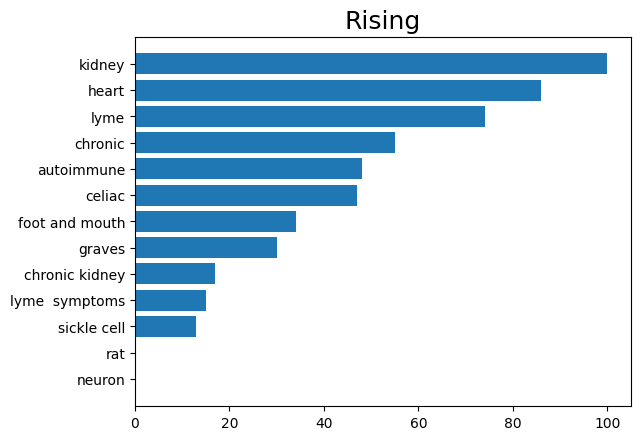 Rising
kidney
heart
lyme
chronic
autoimmune
celiac
foot and mouth
graves
chronic kidney
lyme  symptoms
sickle cell
rat
neuron
0 20 40 60 80 100